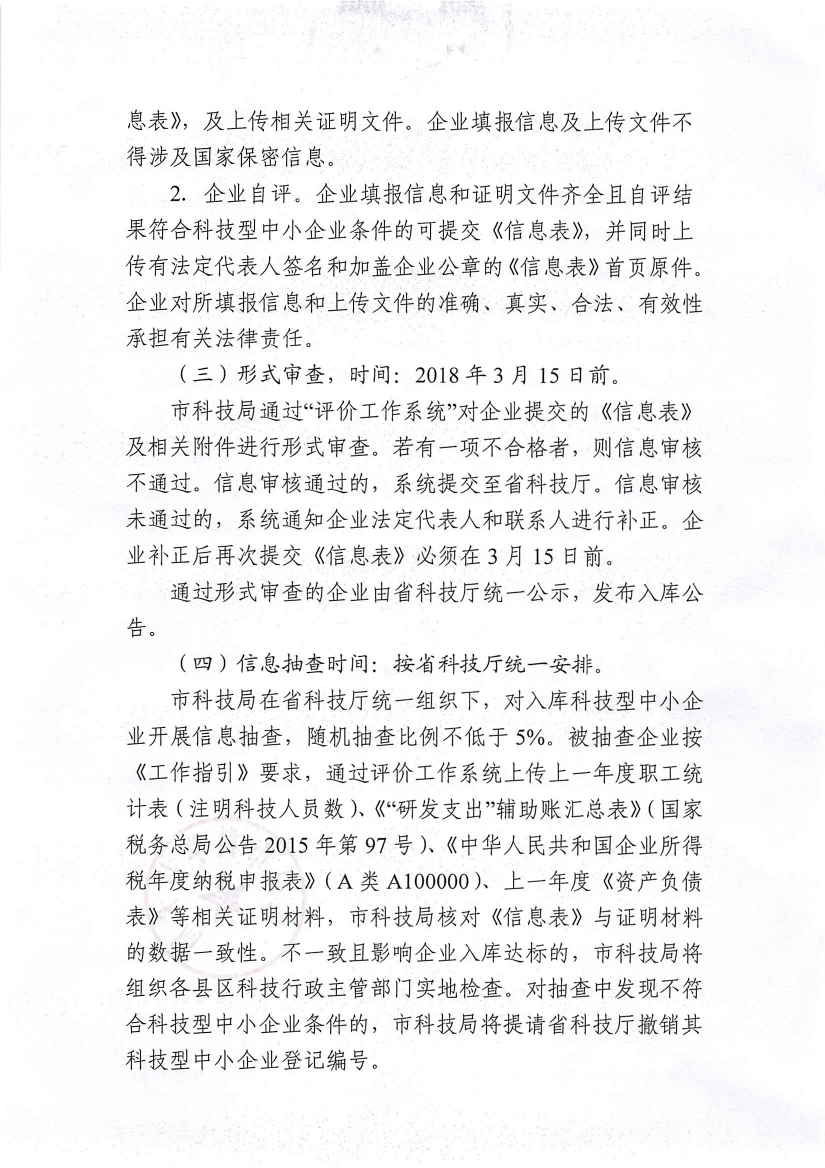 息表》，及上传相关证明文件。企业填报信息及上传文件不
得涉及国家保密信息。
2. 企业自评。企业填报信息和证明文件齐全且自评结
果符合科技型中小企业条件的可提交《信息表》，并同时上
传有法定代表人签名和加盖企业公章的《信息表》首页原件。
企业对所填报信息和上传文件的准确、真实、合法、有效性
承担有关法律责任。
（三）形式审查，时间：2018 年 3 月 15 日前。
市科技局通过“评价工作系统”对企业提交的《信息表》
及相关附件进行形式审查。若有一项不合格者，则信息审核
不通过。信息审核通过的，系统提交至省科技厅。信息审核
未通过的，系统通知企业法定代表人和联系人进行补正。企
业补正后再次提交《信息表》必须在 3 月 15 日前。
通过形式审查的企业由省科技厅统一公示，发布入库公
告。
（四）信息抽查时间：按省科技厅统一安排。
市科技局在省科技厅统一组织下，对入库科技型中小企
业开展信息抽查，随机抽查比例不低于 5%。被抽查企业按
《工作指引》要求，通过评价工作系统上传上一年度职工统
计表（注明科技人员数）、《“研发支出”辅助账汇总表》（国家
税务总局公告 2015 年第 97 号）、《中华人民共和国企业所得
税年度纳税申报表》（A 类 A100000）、上一年度《资产负债
表》等相关证明材料，市科技局核对《信息表》与证明材料
的数据一致性。不一致且影响企业入库达标的，市科技局将
组织各县区科技行政主管部门实地检查。对抽查中发现不符
合科技型中小企业条件的，市科技局将提请省科技厅撤销其
科技型中小企业登记编号。